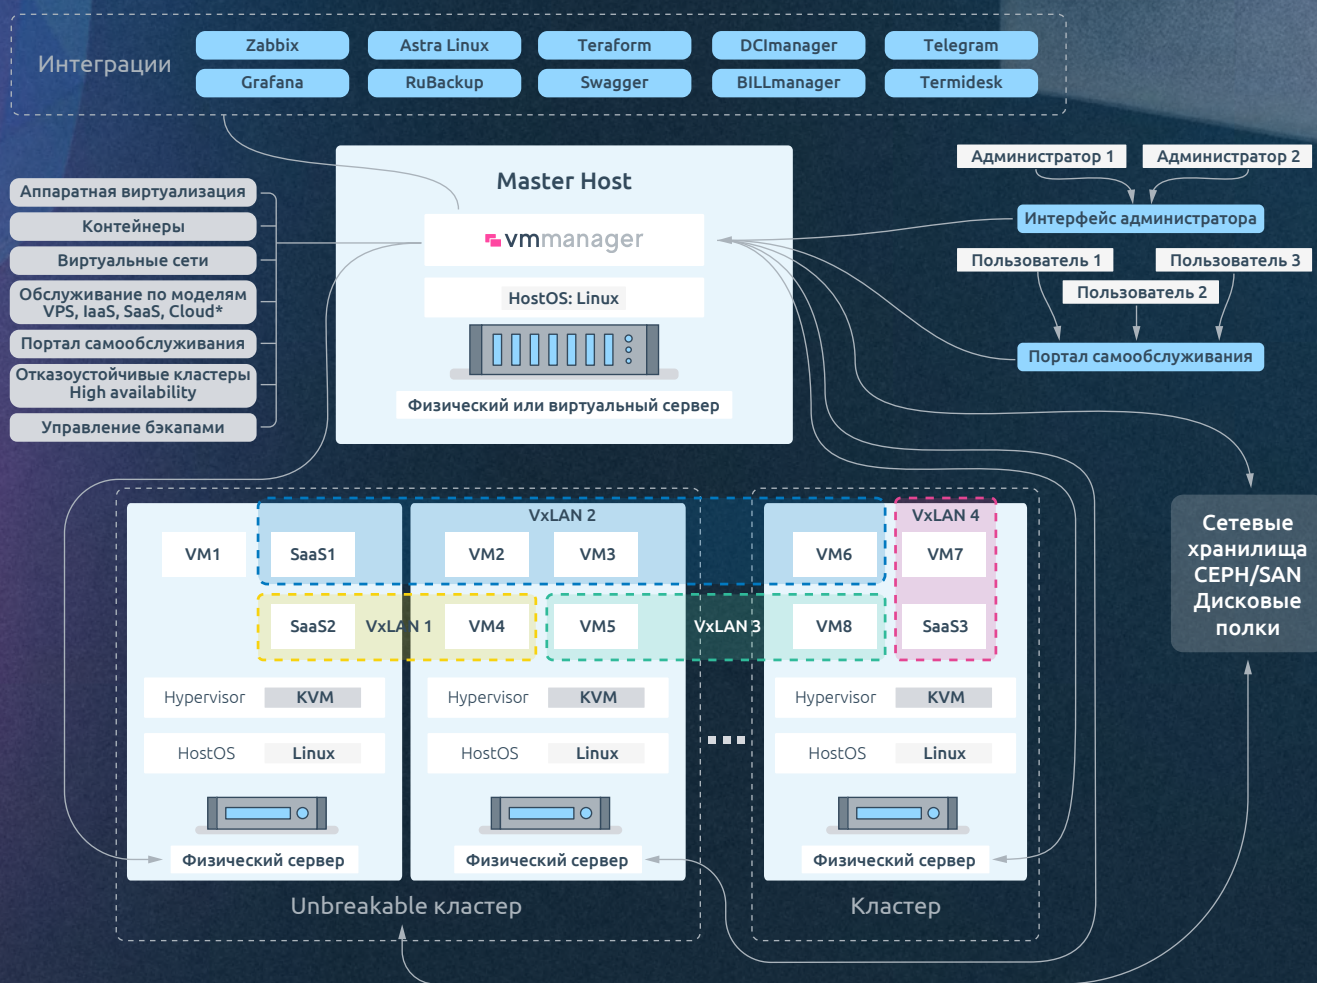 Интеграции
Zabbix
Astra Linux
Teraform
DCImanager
Telegram
Grafana
RuBackup
Swagger
BILLmanager
Termidesk
Аппаратная виртуализация
Контейнеры
Виртуальные сети
Обслуживание по моделям
VPS, IaaS, SaaS, Cloud*
Портал самообслуживания
Отказоустойчивые кластеры
High availability
Управление бэкапами
Master Host
vmmanager
HostOS: Linux
Физический или виртуальный сервер
Администратор 1
Администратор 2
Интерфейс администратора
Пользователь 1
Пользователь 3
Пользователь 2
Портал самообслуживания
Сетевые
хранилища
CEPH/SAN
Дисковые
полки
VxLAN 2
VxLAN 4
VM1
SaaS1
VM2
VM3
VM6
VM7
SaaS2
VxLAN 1
VM4
VM5
VxLAN 3
VM8
SaaS3
Hypervisor
KVM
Hypervisor
KVM
Hypervisor
KVM
HostOS
Linux
HostOS
Linux
HostOS
Linux
Физический сервер
Физический сервер
Физический сервер
Unbreakable кластер
Кластер